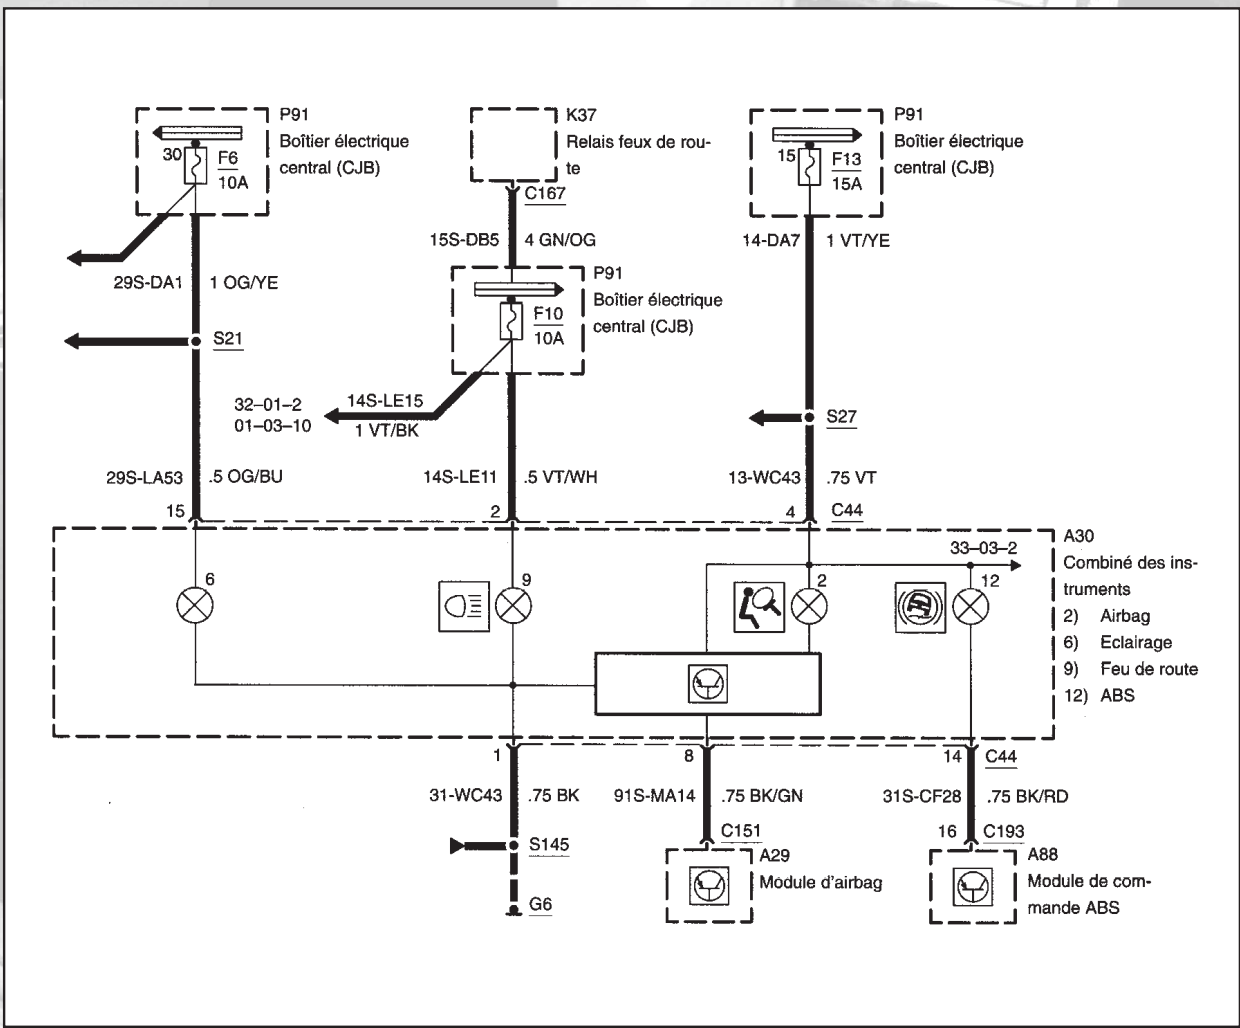 P91
Boîtier électrique
central (CJB)
30
F6
10A
K37
Relais feux de rou-
te
C167
P91
Boîtier électrique
central (CJB)
15
F13
15A
15S-DB5
4 GN/OG
14-DA7
1 VT/YE
29S-DA1
1 OG/YE
P91
Boîtier électrique
central (CJB)
F10
10A
S21
32–01–2
01–03–10
14S-LE15
1 VT/BK
S27
29S-LA53
.5 OG/BU
14S-LE11
.5 VT/WH
13-WC43
.75 VT
15
2
4
C44
33–03–2
A30
Combiné des ins-
truments
2) Airbag
6) Eclairage
9) Feu de route
12) ABS
6
9
2
12
1
8
14
C44
31-WC43
.75 BK
91S-MA14
.75 BK/GN
31S-CF28
.75 BK/RD
S145
C151
16
C193
G6
A29
Module d'airbag
A88
Module de com-
mande ABS